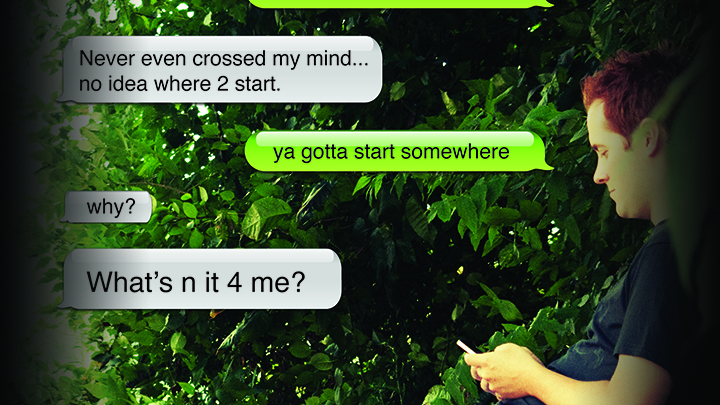 Never even crossed my mind...
no idea where 2 start.
ya gotta start somewhere
why?
What's n it 4 me?